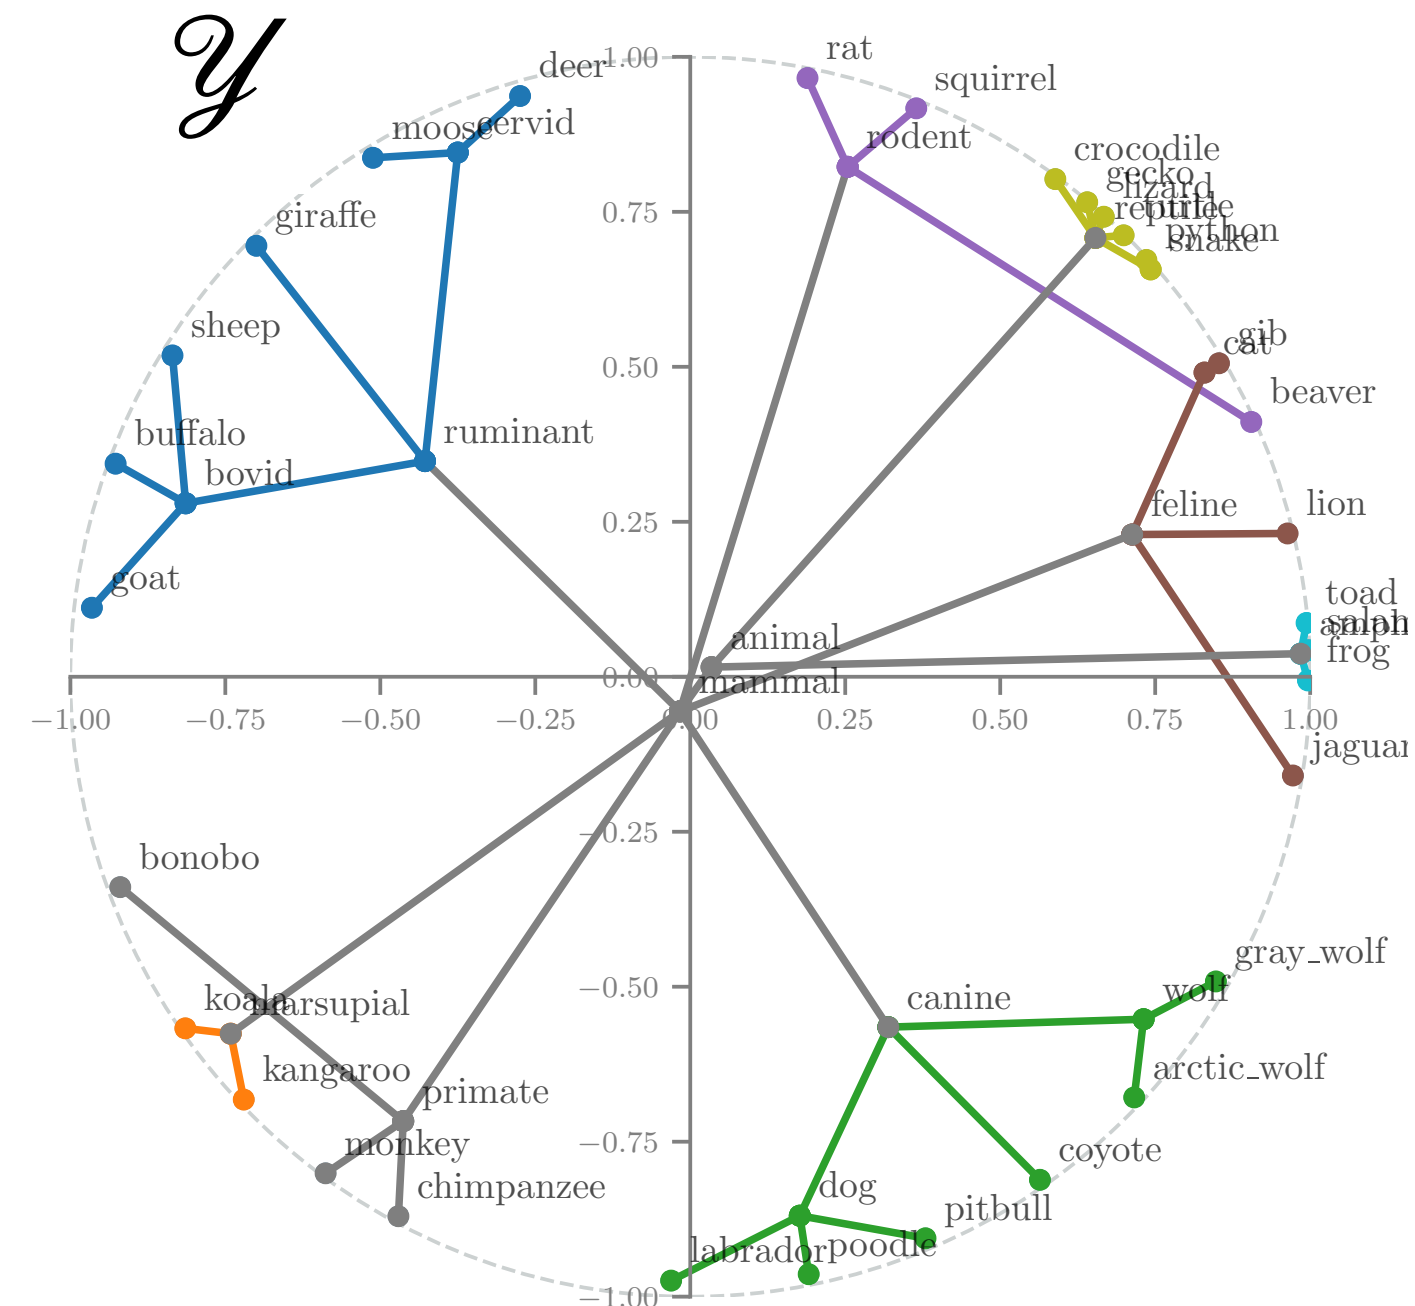 𝒴
rat
deer
1.00
squirrel
moose
cervid
rodent
crocodile
gecko
lizard
giraffe
0.75
reptile
turtle
python
snake
sheep
gib
cat
0.50
beaver
buffalo
ruminant
bovid
feline
lion
0.25
goat
toad
animal
frog
0.00
mammal
−1.00
−0.75
−0.50
−0.25
0.00
0.25
0.50
0.75
1.00
jaguar
−0.25
bonobo
gray_wolf
−0.50
koala
marsupial
canine
wolf
kangaroo
arctic_wolf
primate
−0.75
monkey
coyote
chimpanzee
dog
pitbull
labrador
poodle
−1.00